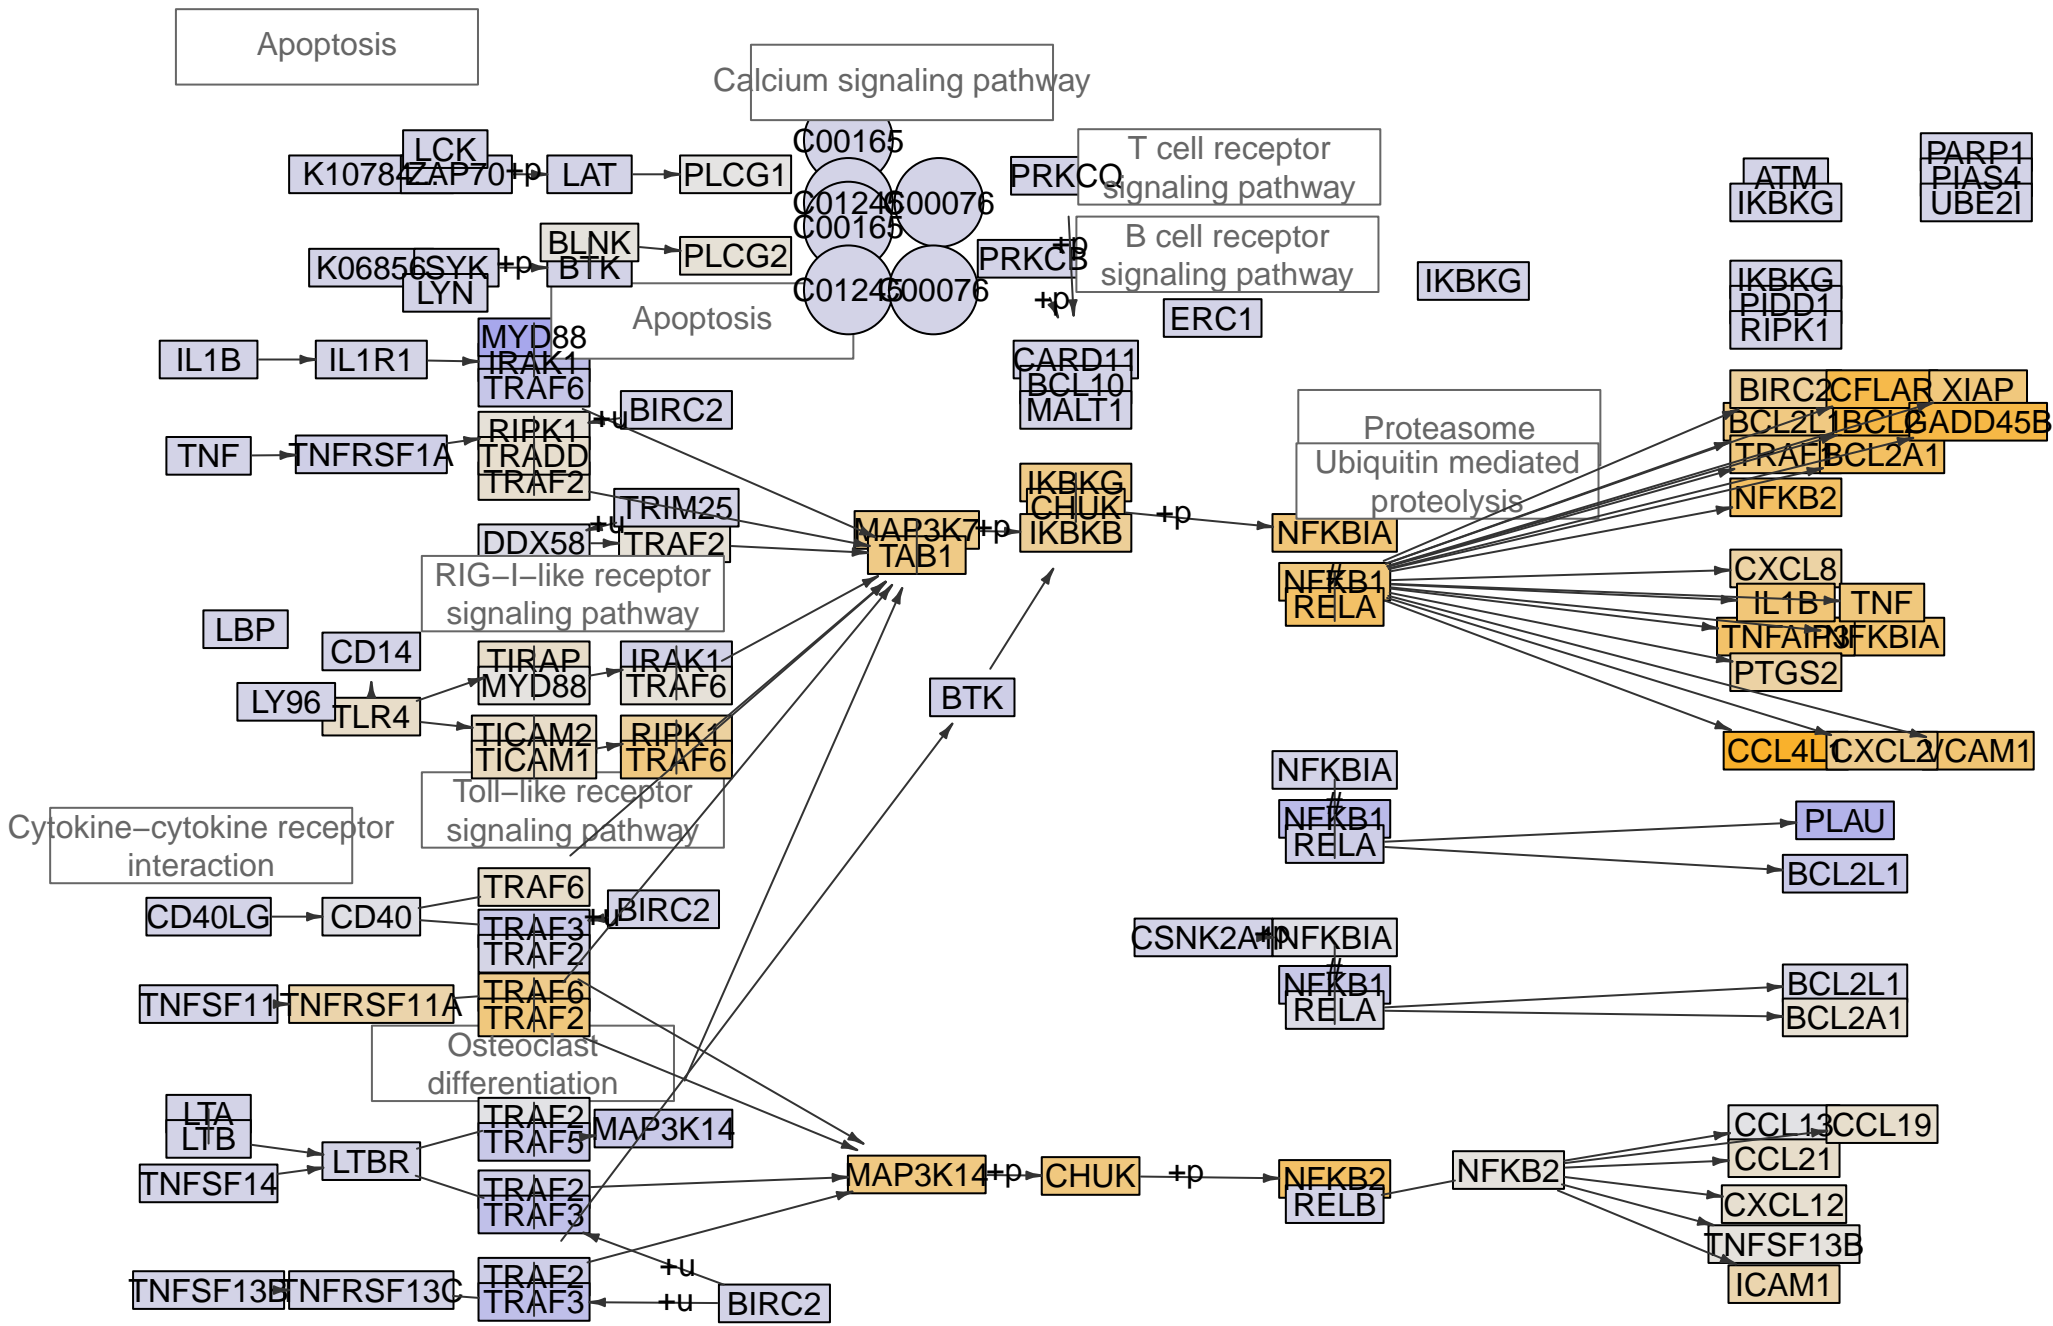 Apoptosis
Calcium signaling pathway
C00165
T cell receptor
signaling pathway
LCK
K10784
ZAP70
+p
LAT
PLCG1
PRKCQ
PARP1
ATM
PIAS4
C01245
C00076
IKBKG
UBE2I
C00165
B cell receptor
signaling pathway
BLNK
PLCG2
+p
PRKCB
K06856
SYK
+p
BTK
LYN
C01245
C00076
+p
IKBKG
IKBKG
PIDD1
RIPK1
ERC1
Apoptosis
MYD88
IRAK1
TRAF6
IL1B
IL1R1
CARD11
BCL10
MALT1
BIRC2
CFLAR
XIAP
BIRC2
+u
RIPK1
TRADD
TRAF2
TNF
TNFRSF1A
Proteasome
Ubiquitin mediated
proteolysis
BCL2L1
BCL2
GADD45B
TRAF1
BCL2A1
NFKB2
IKBKG
CHUK
IKBKB
TRIM25
+u
DDX58
TRAF2
MAP3K7
TAB1
+p
+p
NFKBIA
RIG−I−like receptor
signaling pathway
NFKB1
RELA
CXCL8
IL1B
TNF
TNFAIP3
NFKBIA
PTGS2
LBP
CD14
TIRAP
MYD88
IRAK1
TRAF6
LY96
TLR4
BTK
TICAM2
TICAM1
RIPK1
TRAF6
CCL4L1
CXCL2
VCAM1
Toll−like receptor
signaling pathway
NFKBIA
NFKB1
RELA
PLAU
BCL2L1
Cytokine−cytokine receptor
interaction
TRAF6
CD40LG
CD40
TRAF3
TRAF2
+u
BIRC2
CSNK2A1
+p
NFKBIA
NFKB1
RELA
BCL2L1
BCL2A1
TNFSF11
TNFRSF11A
TRAF6
TRAF2
Osteoclast
differentiation
LTA
LTB
TRAF2
TRAF5
MAP3K14
LTBR
TNFSF14
TRAF2
TRAF3
MAP3K14
+p
CHUK
+p
NFKB2
RELB
NFKB2
CCL13
CCL19
CCL21
CXCL12
TNFSF13B
ICAM1
TNFSF13B
TNFRSF13C
TRAF2
TRAF3
+u
+u
BIRC2